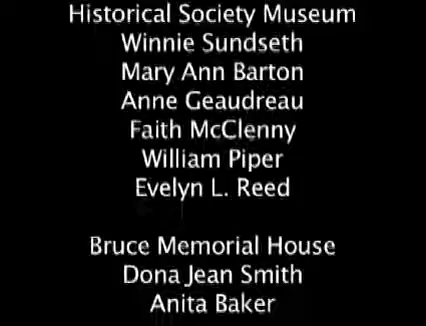 Historical Society Museum
Winnie Sundseth
Mary Ann Barton
Anne Geaudreau
Faith McClenny
William Piper
Evelyn L. Reed
Bruce Memorial House
Dona Jean Smith
Anita Baker